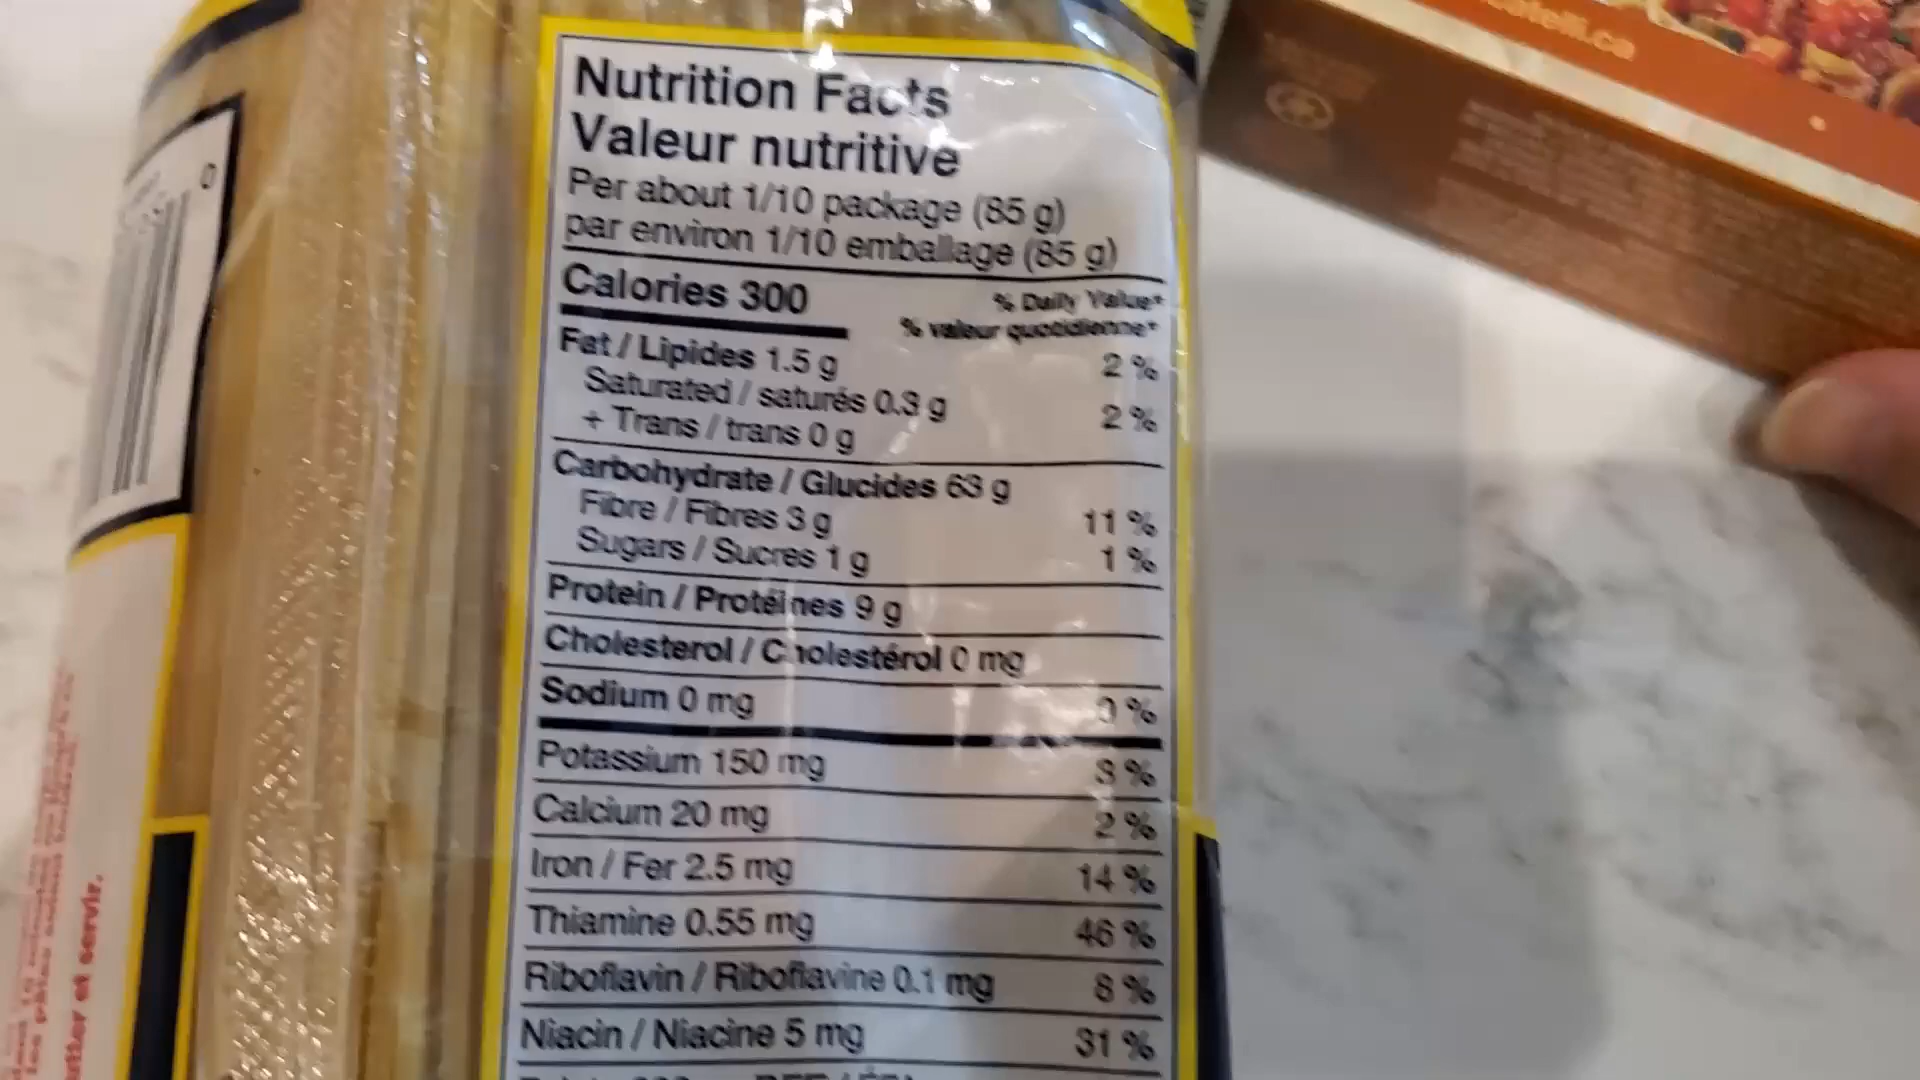 Nutrition Facts
Valeur nutritive
Per about 1/10 package (85 g)
par environ 1/10 emballage (85 g)
Calories 300
% Daily Value*
% valeur quotidienne*
Fat / Lipides 1.5 g 2 %
Saturated / saturés 0.3 g
+ Trans / trans 0 g 2 %
Carbohydrate / Glucides 63 g
Fibre / Fibres 3 g 11 %
Sugars / Sucres 1 g 1 %
Protein / Protéines 9 g
Cholesterol / Cholestérol 0 mg
Sodium 0 mg 0 %
Potassium 150 mg 3 %
Calcium 20 mg 2 %
Iron / Fer 2.5 mg 14 %
Thiamine 0.55 mg 46 %
Riboflavin / Riboflavine 0.1 mg 8 %
Niacin / Niacine 5 mg 31 %
0
et servir.